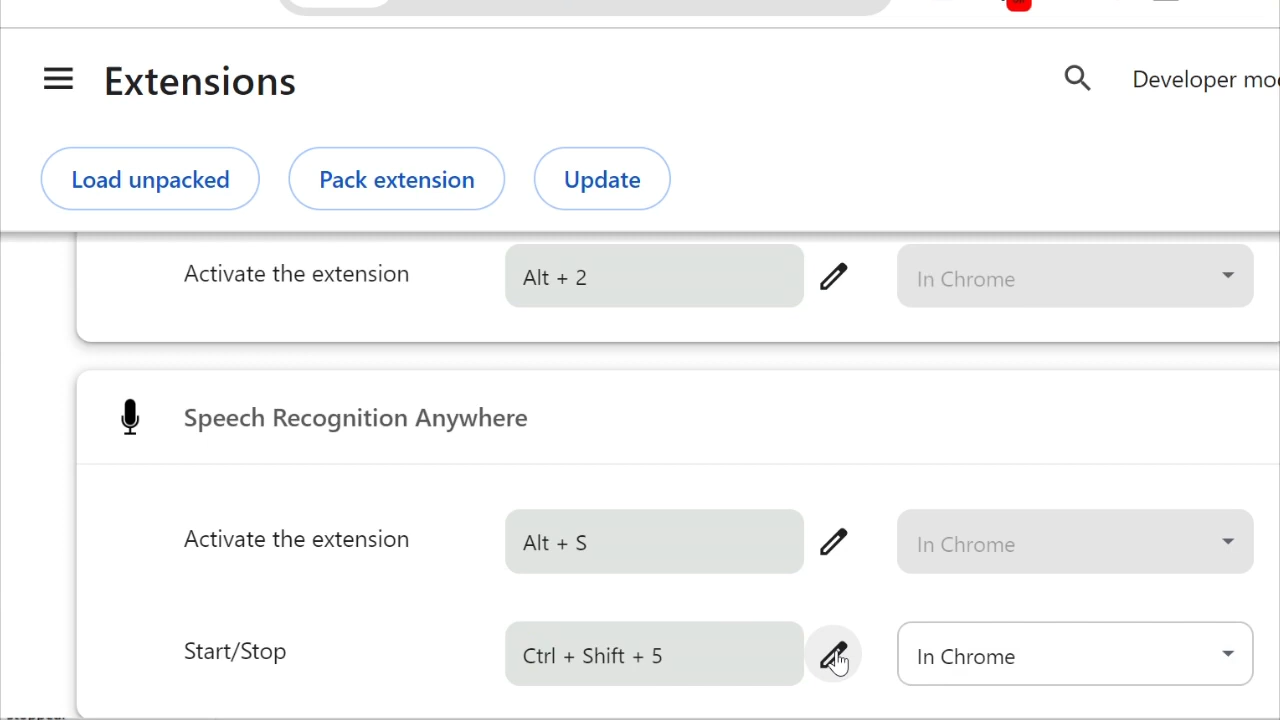 Extensions
Developer mo
Load unpacked
Pack extension
Update
Activate the extension
Alt + 2
In Chrome
Speech Recognition Anywhere
Activate the extension
Alt + S
In Chrome
Start/Stop
Ctrl + Shift + 5
In Chrome